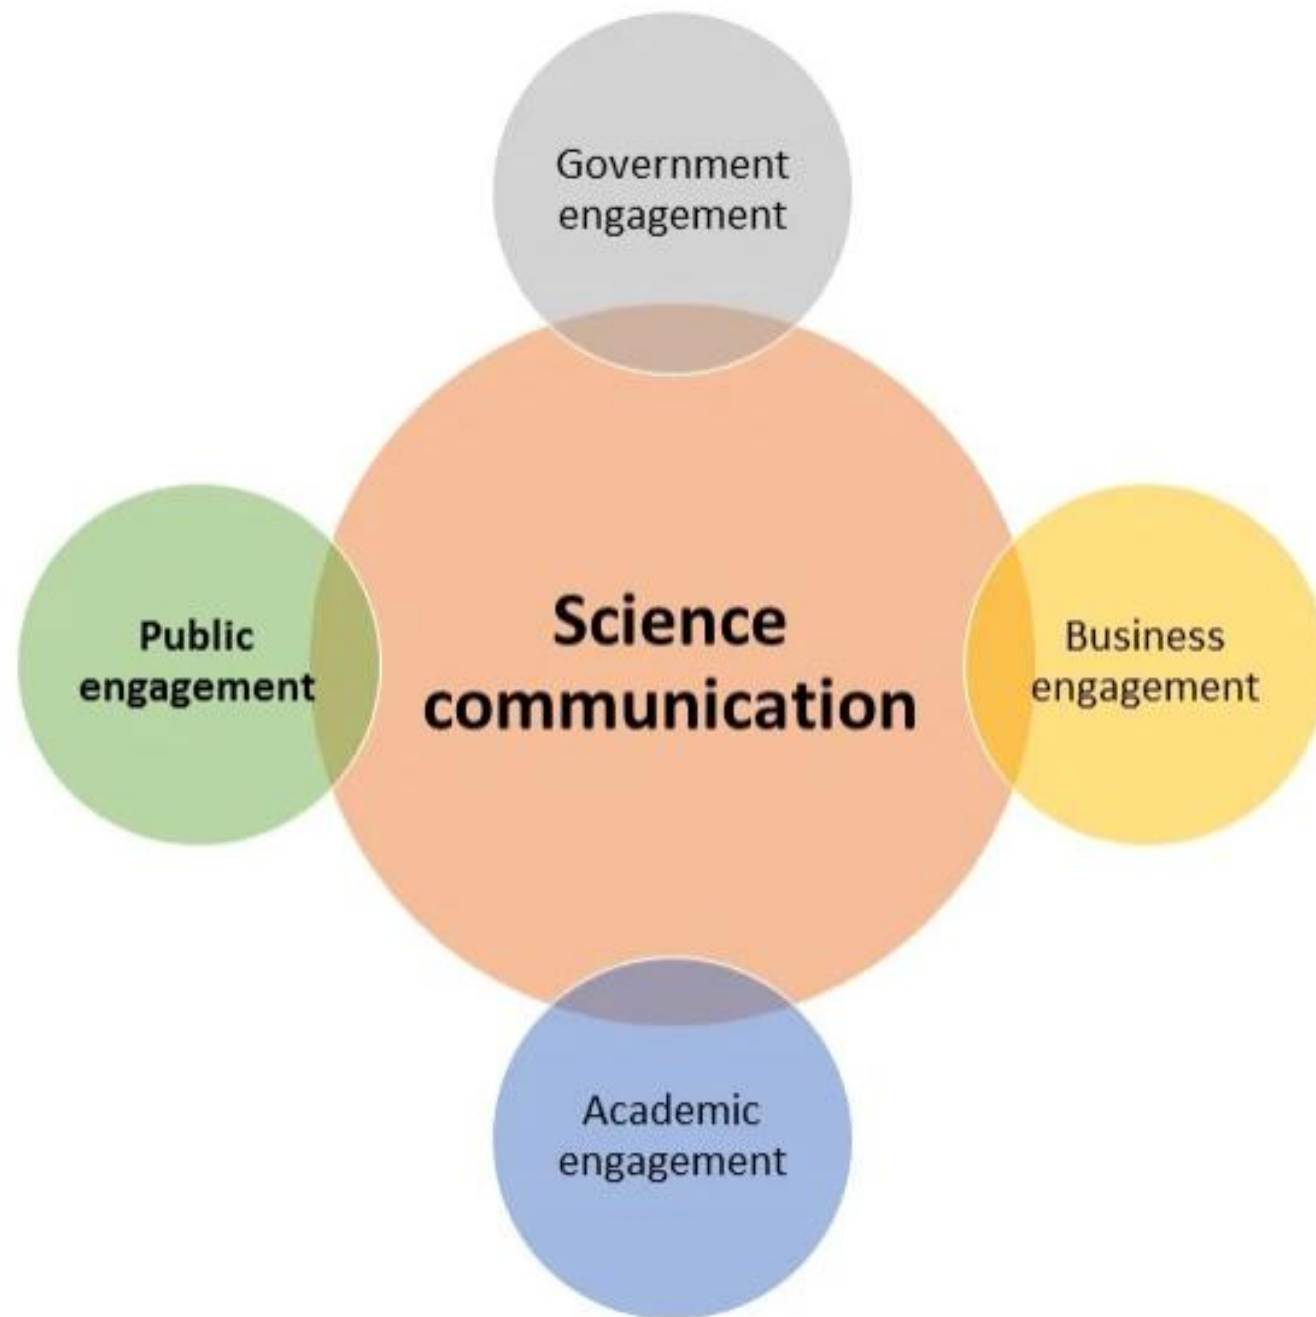 Government
engagement
Public
engagement
Science
communication
Business
engagement
Academic
engagement